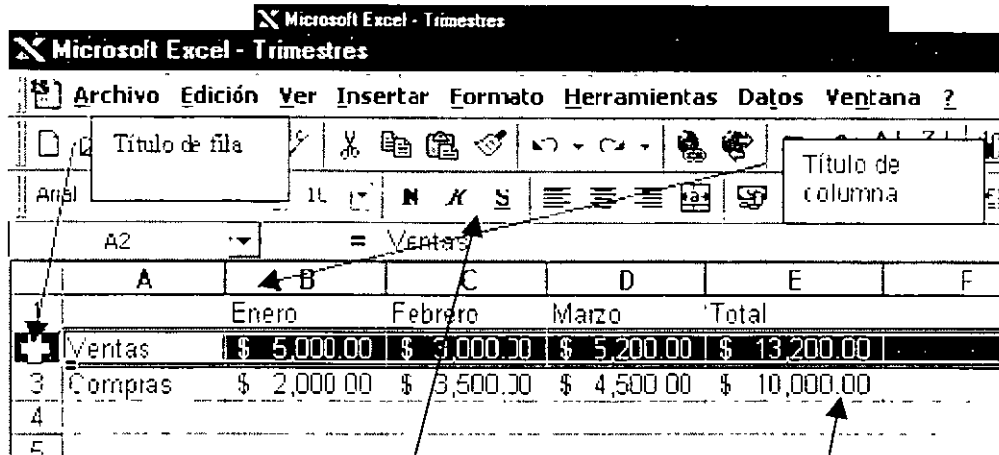 Microsoft Excel - Trimestres
Microsoft Excel - Trimestres
Archivo Edición Ver Insertar Formato Herramientas Datos Ventana ?
Título de fila
Título de
columna
N K S
A2 = Ventas
A B C D E F
1 Enero Febrero Marzo Total
Ventas $ 5,000.00 $ 3,000.00 $ 5,200.00 $ 13,200.00
3 Compras $ 2,000.00 $ 3,500.00 $ 4,500.00 $ 10,000.00
4
5